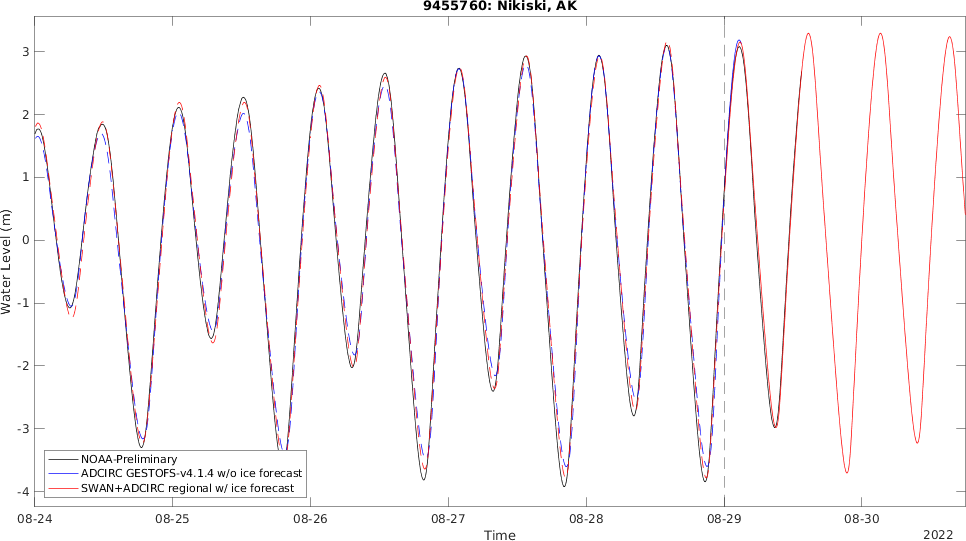 9455760: Nikiski, AK
Water Level (m)
3
2
1
0
-1
-2
-3
-4
NOAA-Preliminary
ADCIRC GESTOFS-v4.1.4 w/o ice forecast
SWAN+ADCIRC regional w/ ice forecast
08-24 08-25 08-26 08-27 08-28 08-29 08-30
Time
2022